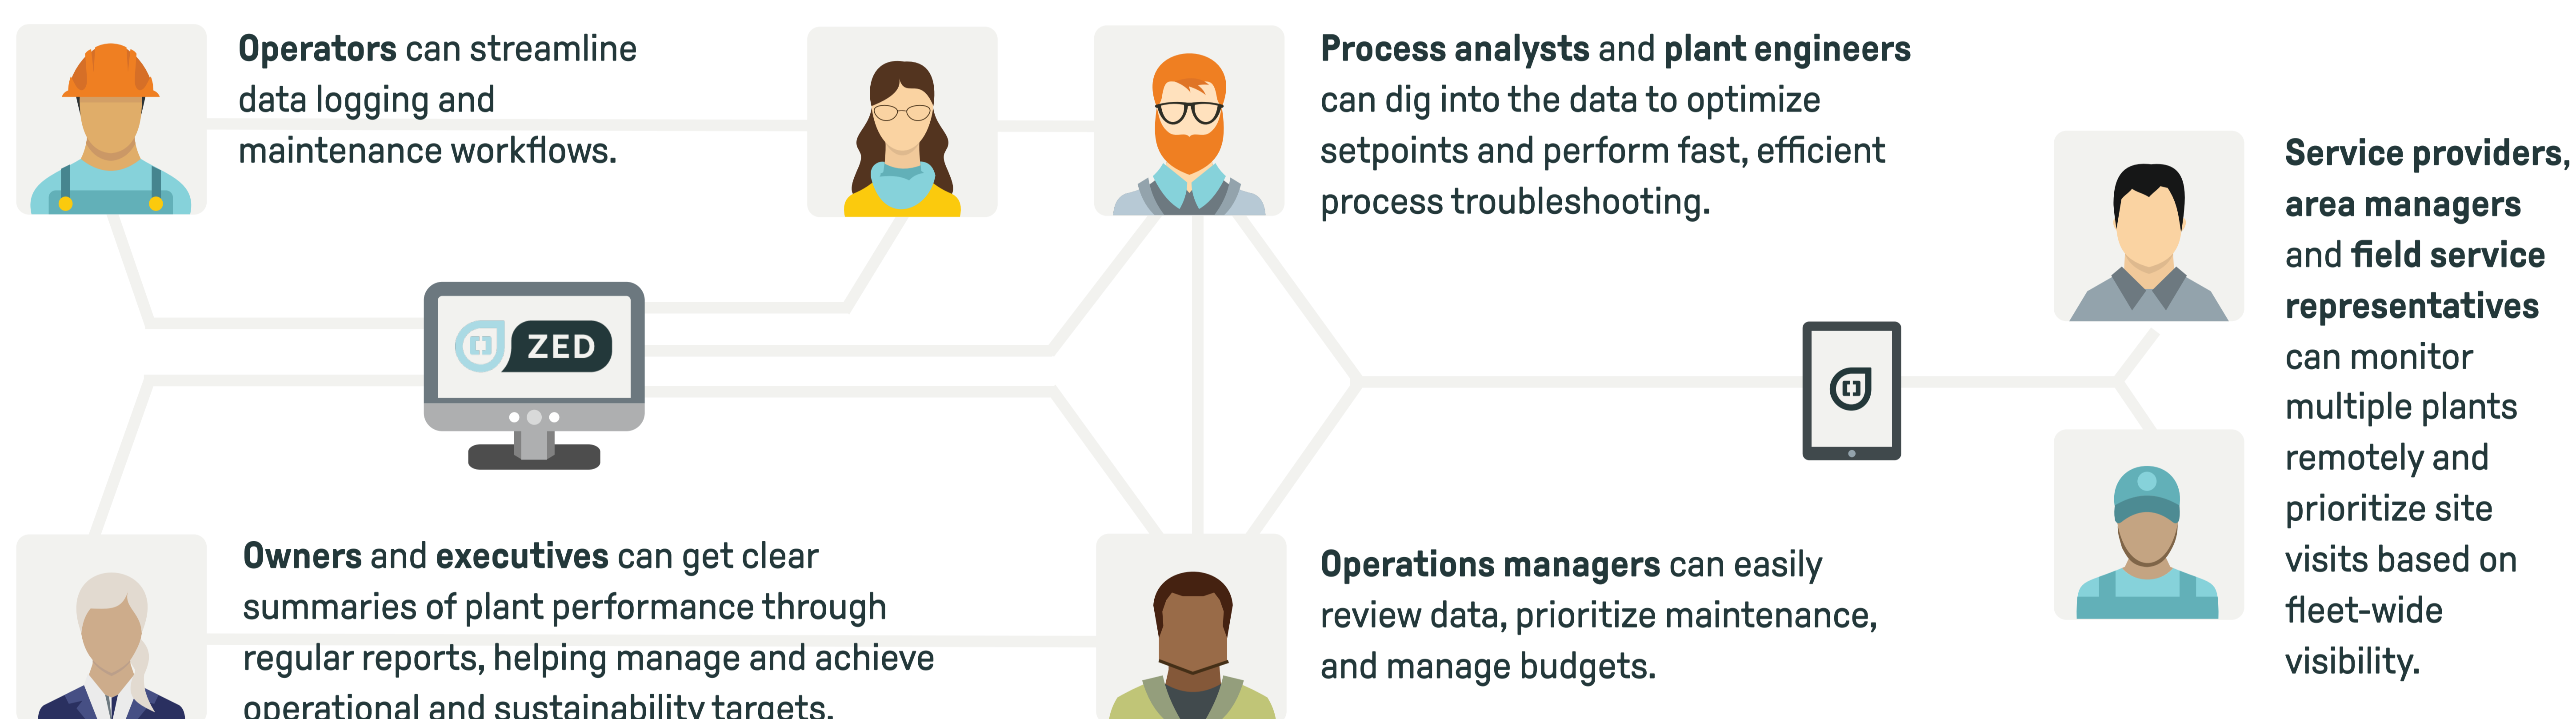 Operators can streamline
data logging and
maintenance workflows.
Process analysts and plant engineers
can dig into the data to optimize
setpoints and perform fast, efficient
process troubleshooting.
Service providers,
area managers
and field service
representatives
can monitor
multiple plants
remotely and
prioritize site
visits based on
fleet-wide
visibility.
ZED
Owners and executives can get clear
summaries of plant performance through
regular reports, helping manage and achieve
operational and sustainability targets.
Operations managers can easily
review data, prioritize maintenance,
and manage budgets.